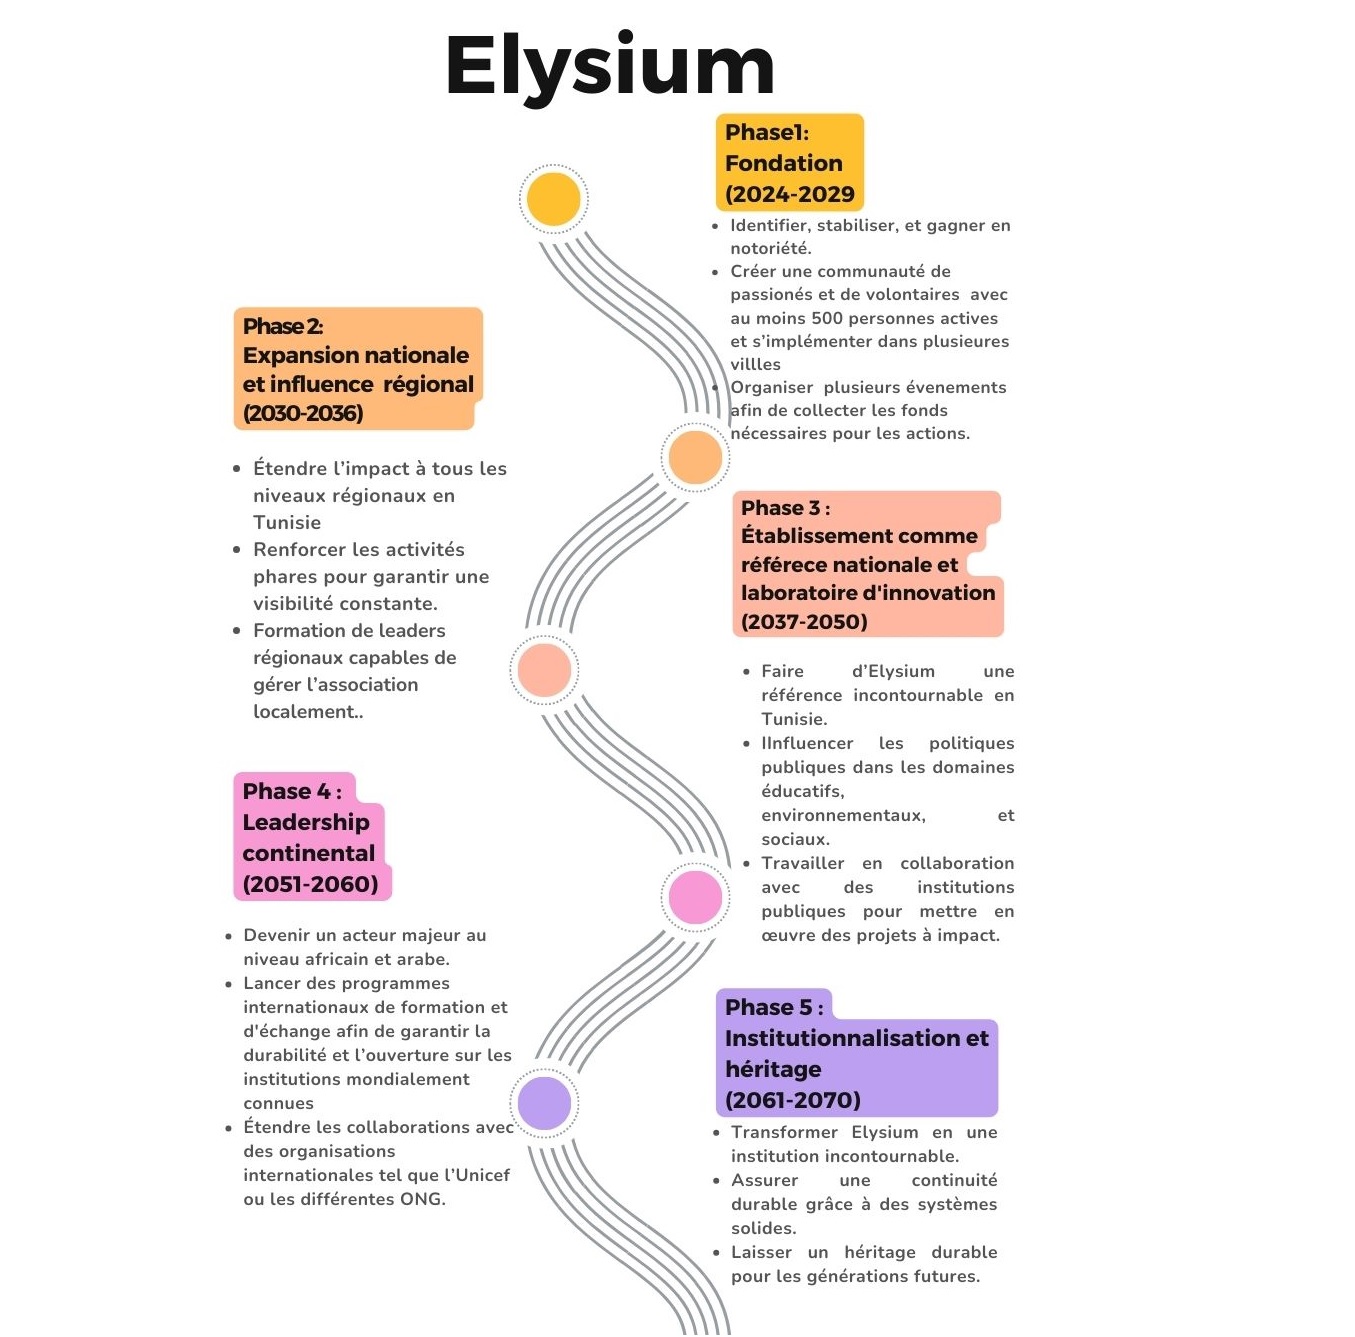 Elysium
Phase1:
Fondation
(2024-2029
• Identifier, stabiliser, et gagner en
notoriété.
• Créer une communauté de
passionés et de volontaires  avec
au moins 500 personnes actives
et s’implémenter dans plusieures
villles
• Organiser  plusieurs évenements
afin de collecter les fonds
nécessaires pour les actions.
Phase 2:
Expansion nationale
et influence  régional
(2030-2036)
• Étendre l’impact à tous les
niveaux régionaux en
Tunisie
• Renforcer les activités
phares pour garantir une
visibilité constante.
• Formation de leaders
régionaux capables de
gérer l’association
localement..
Phase 3 :
Établissement comme
référece nationale et
laboratoire d'innovation
(2037-2050)
• Faire d’Elysium une
référence incontournable en
Tunisie.
• IInfluencer les politiques
publiques dans les domaines
éducatifs,
environnementaux, et
sociaux.
• Travailler en collaboration
avec des institutions
publiques pour mettre en
œuvre des projets à impact.
Phase 4 :
Leadership
continental
(2051-2060)
• Devenir un acteur majeur au
niveau africain et arabe.
• Lancer des programmes
internationaux de formation et
d'échange afin de garantir la
durabilité et l’ouverture sur les
institutions mondialement
connues
• Étendre les collaborations avec
des organisations
internationales tel que l’Unicef
ou les différentes ONG.
Phase 5 :
Institutionnalisation et
héritage
(2061-2070)
• Transformer Elysium en une
institution incontournable.
• Assurer une continuité
durable grâce à des systèmes
solides.
• Laisser un héritage durable
pour les générations futures.